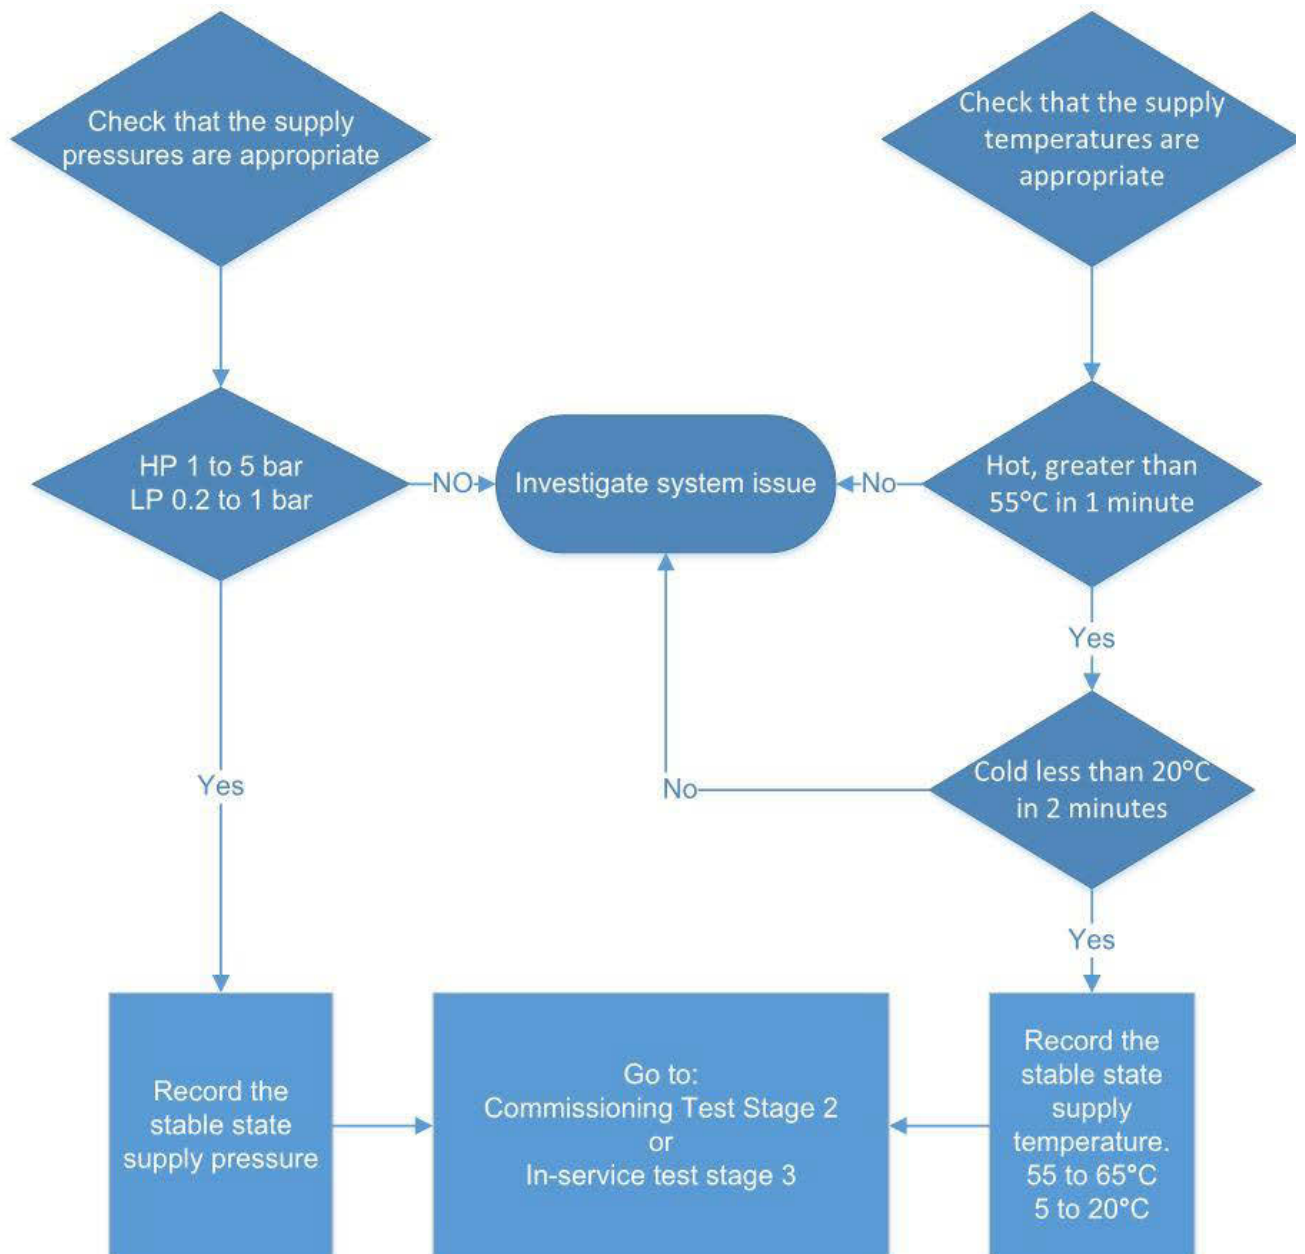 Check that the supply
pressures are appropriate
Check that the supply
temperatures are
appropriate
HP 1 to 5 bar
LP 0.2 to 1 bar
NO
Investigate system issue
No
Hot, greater than
55°C in 1 minute
Yes
Yes
No
Cold less than 20°C
in 2 minutes
Yes
Record the
stable state
supply pressure
Go to:
Commissioning Test Stage 2
or
In-service test stage 3
Record the
stable state
supply
temperature.
55 to 65°C
5 to 20°C